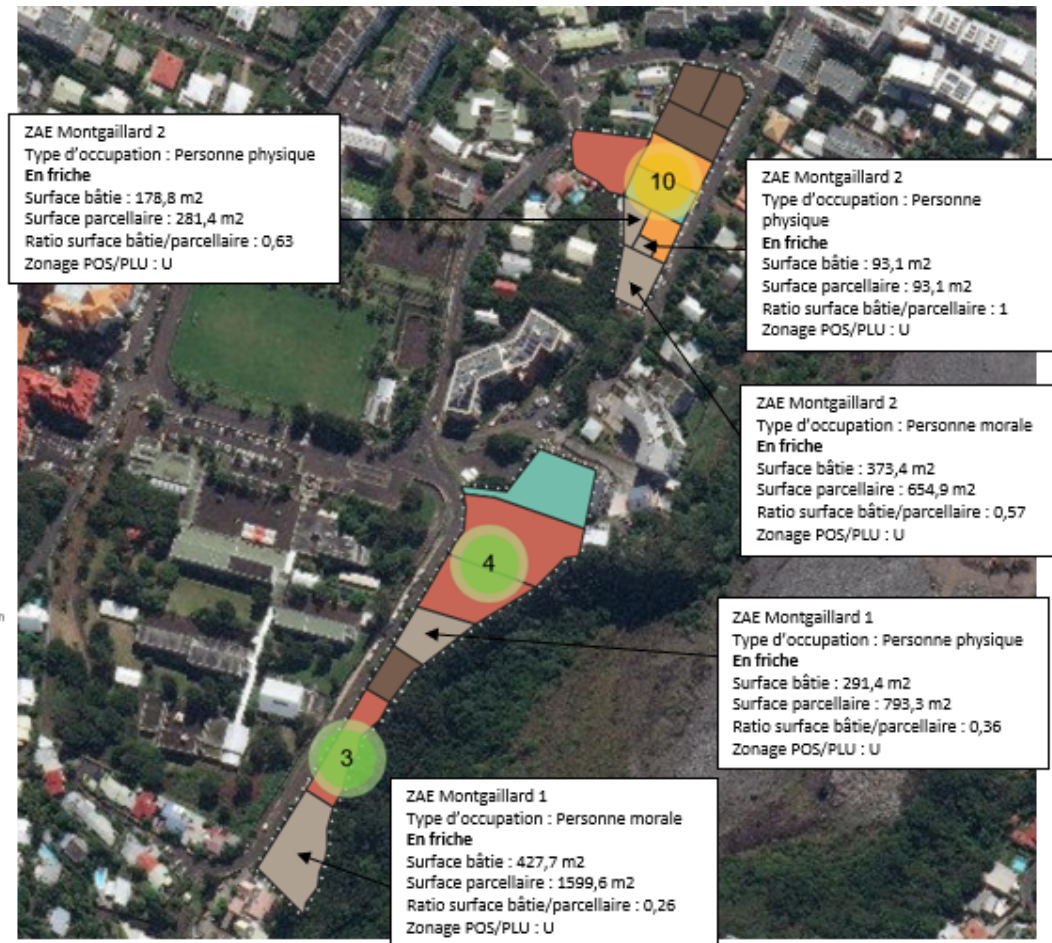 ZAE Montgaillard 2
Type d'occupation : Personne physique
En friche
Surface bâtie : 178,8 m2
Surface parcellaire : 281,4 m2
Ratio surface bâtie/parcellaire : 0,63
Zonage POS/PLU : U
10
ZAE Montgaillard 2
Type d'occupation : Personne
physique
En friche
Surface bâtie : 93,1 m2
Surface parcellaire : 93,1 m2
Ratio surface bâtie/parcellaire : 1
Zonage POS/PLU : U
ZAE Montgaillard 2
Type d'occupation : Personne morale
En friche
Surface bâtie : 373,4 m2
Surface parcellaire : 654,9 m2
Ratio surface bâtie/parcellaire : 0,57
Zonage POS/PLU : U
4
ZAE Montgaillard 1
Type d'occupation : Personne physique
En friche
Surface bâtie : 291,4 m2
Surface parcellaire : 793,3 m2
Ratio surface bâtie/parcellaire : 0,36
Zonage POS/PLU : U
3
ZAE Montgaillard 1
Type d'occupation : Personne morale
En friche
Surface bâtie : 427,7 m2
Surface parcellaire : 1599,6 m2
Ratio surface bâtie/parcellaire : 0,26
Zonage POS/PLU : U